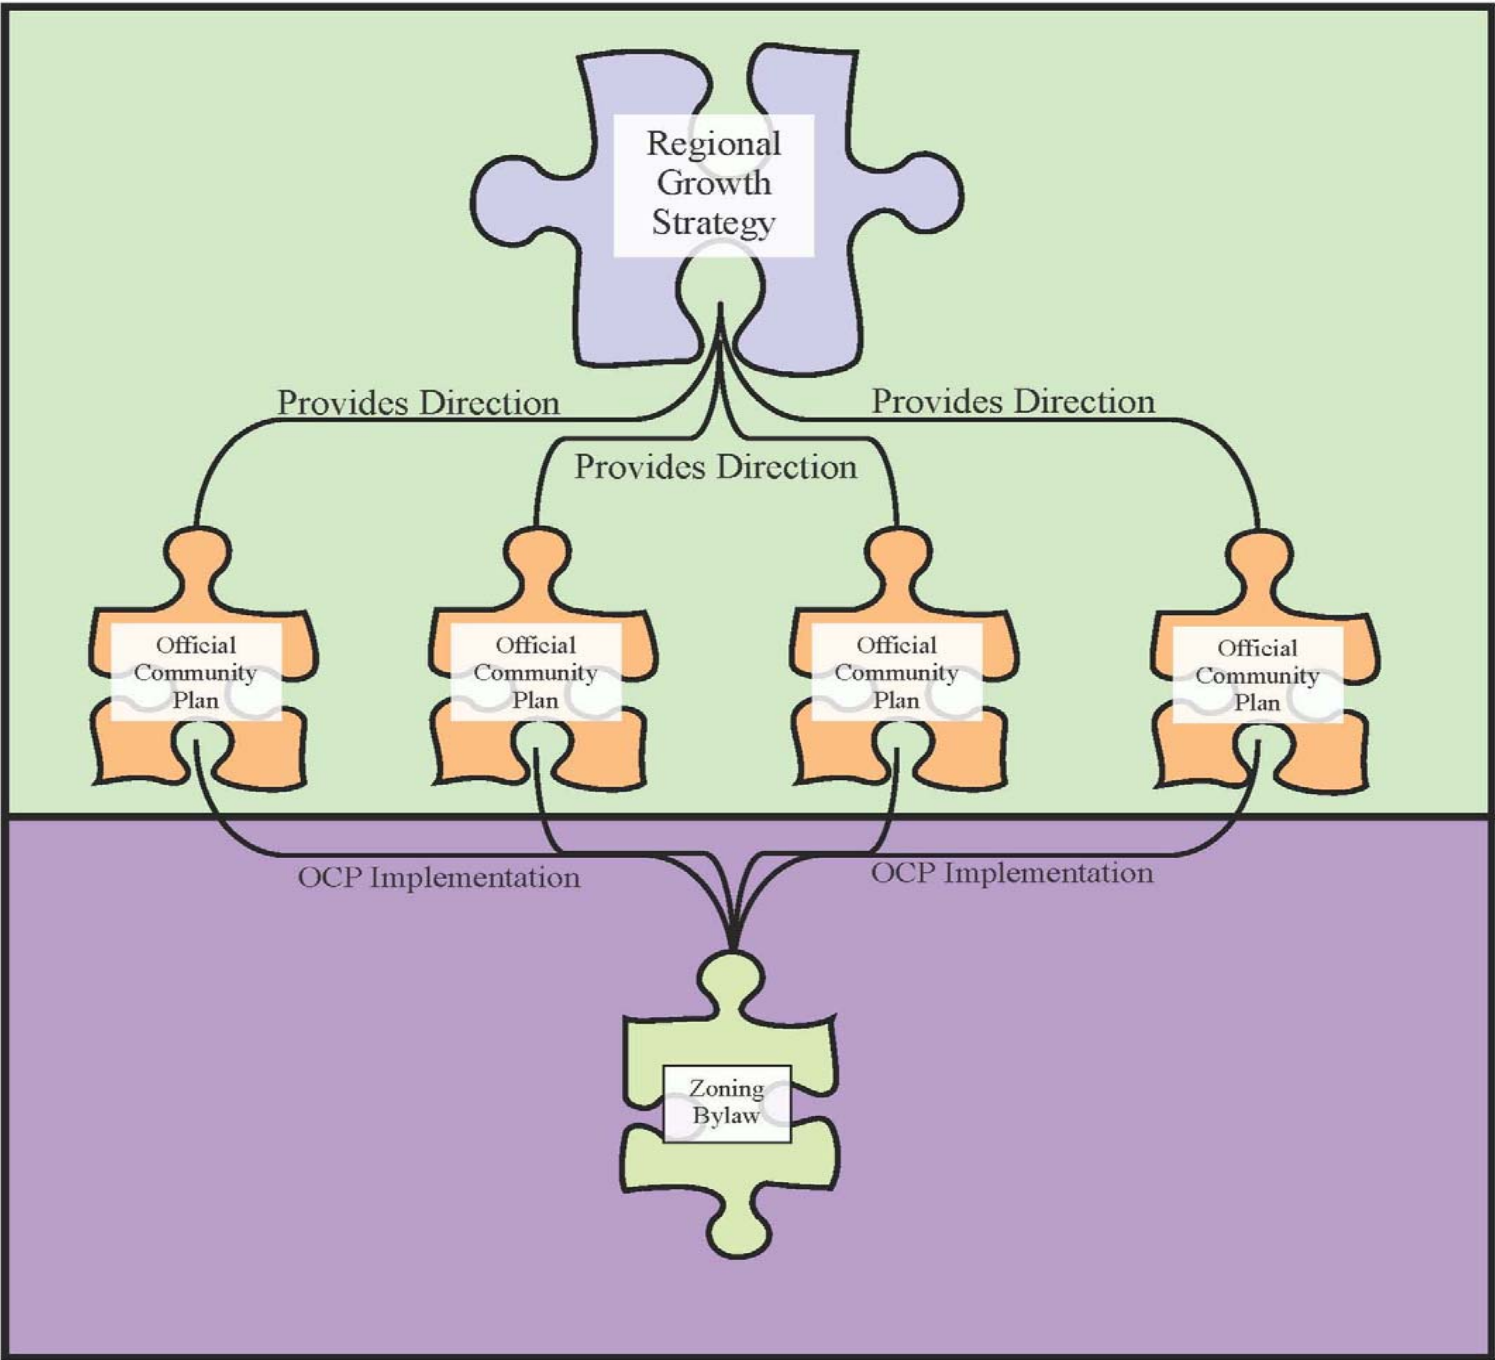 Regional
Growth
Strategy
Provides Direction
Provides Direction
Provides Direction
Official
Community
Plan
Official
Community
Plan
Official
Community
Plan
Official
Community
Plan
OCP Implementation
OCP Implementation
Zoning
Bylaw